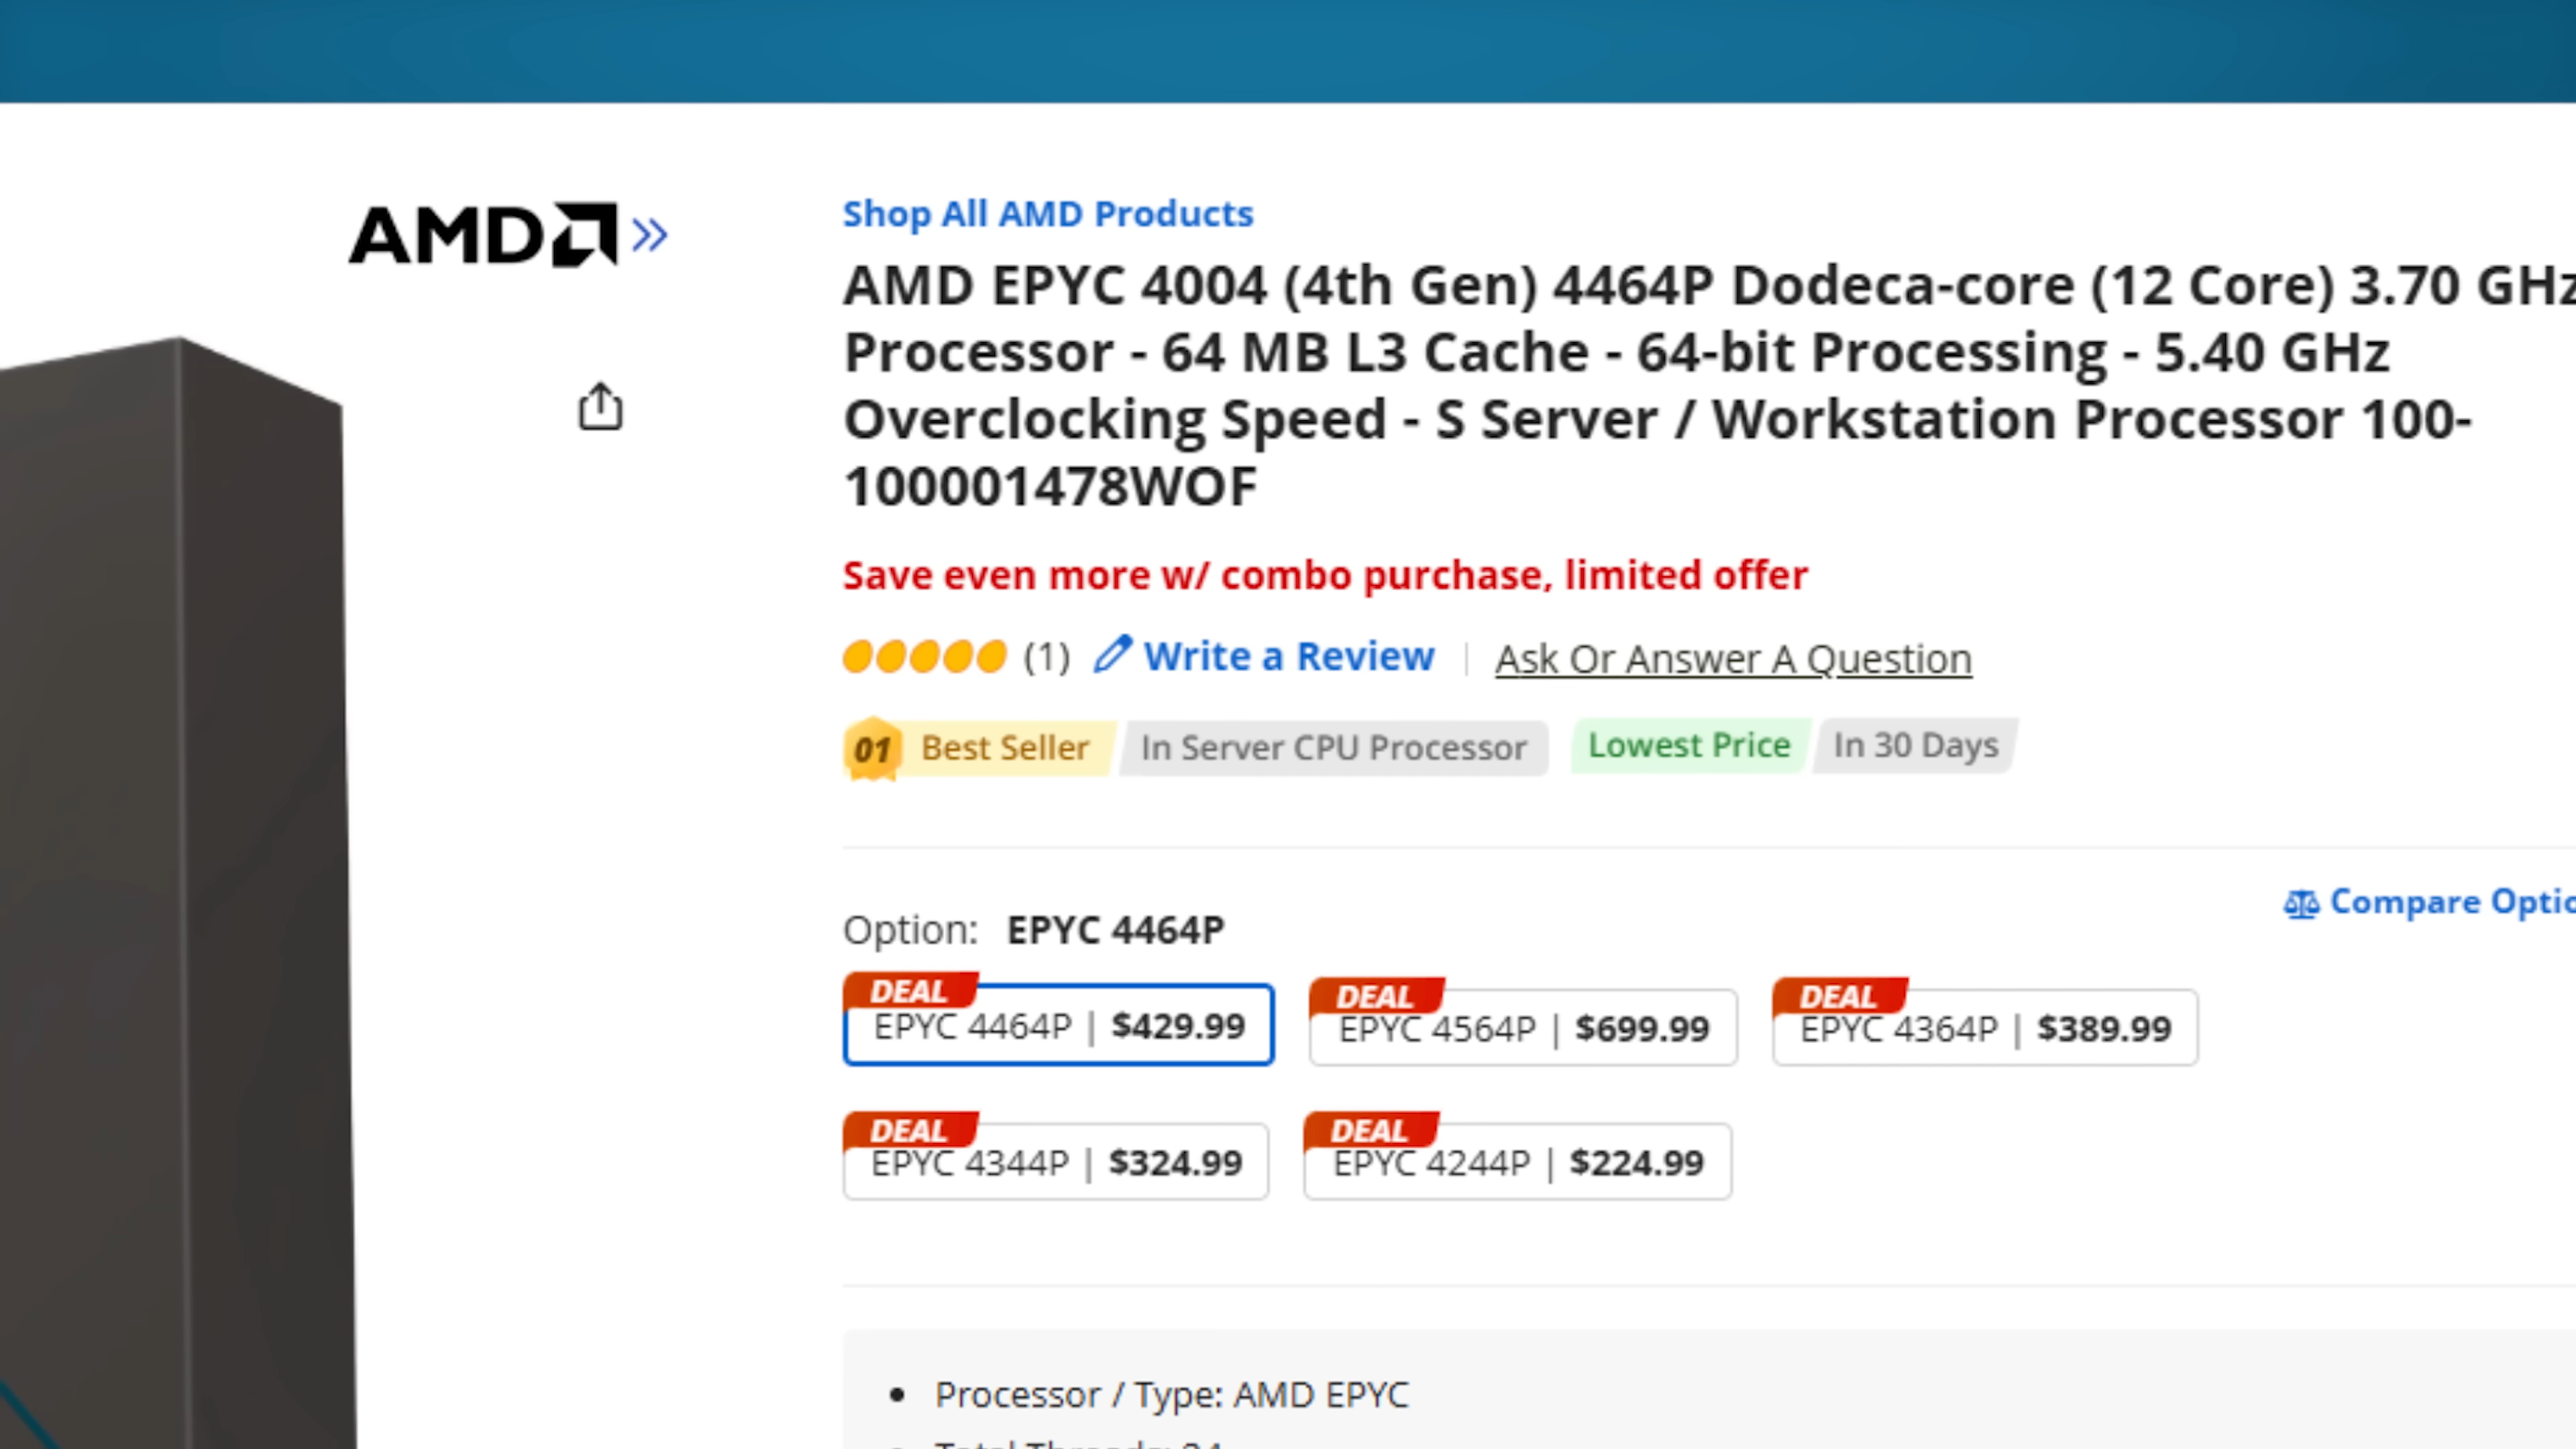 AMD
Shop All AMD Products
AMD EPYC 4004 (4th Gen) 4464P Dodeca-core (12 Core) 3.70 GHz
Processor - 64 MB L3 Cache - 64-bit Processing - 5.40 GHz
Overclocking Speed - S Server / Workstation Processor 100-
100001478WOF
Save even more w/ combo purchase, limited offer
(1) Write a Review | Ask Or Answer A Question
01 Best Seller In Server CPU Processor Lowest Price In 30 Days
Compare Optio
Option: EPYC 4464P
DEAL DEAL DEAL
EPYC 4464P | $429.99 EPYC 4564P | $699.99 EPYC 4364P | $389.99
DEAL DEAL
EPYC 4344P | $324.99 EPYC 4244P | $224.99
• Processor / Type: AMD EPYC
• Total Threads: 24